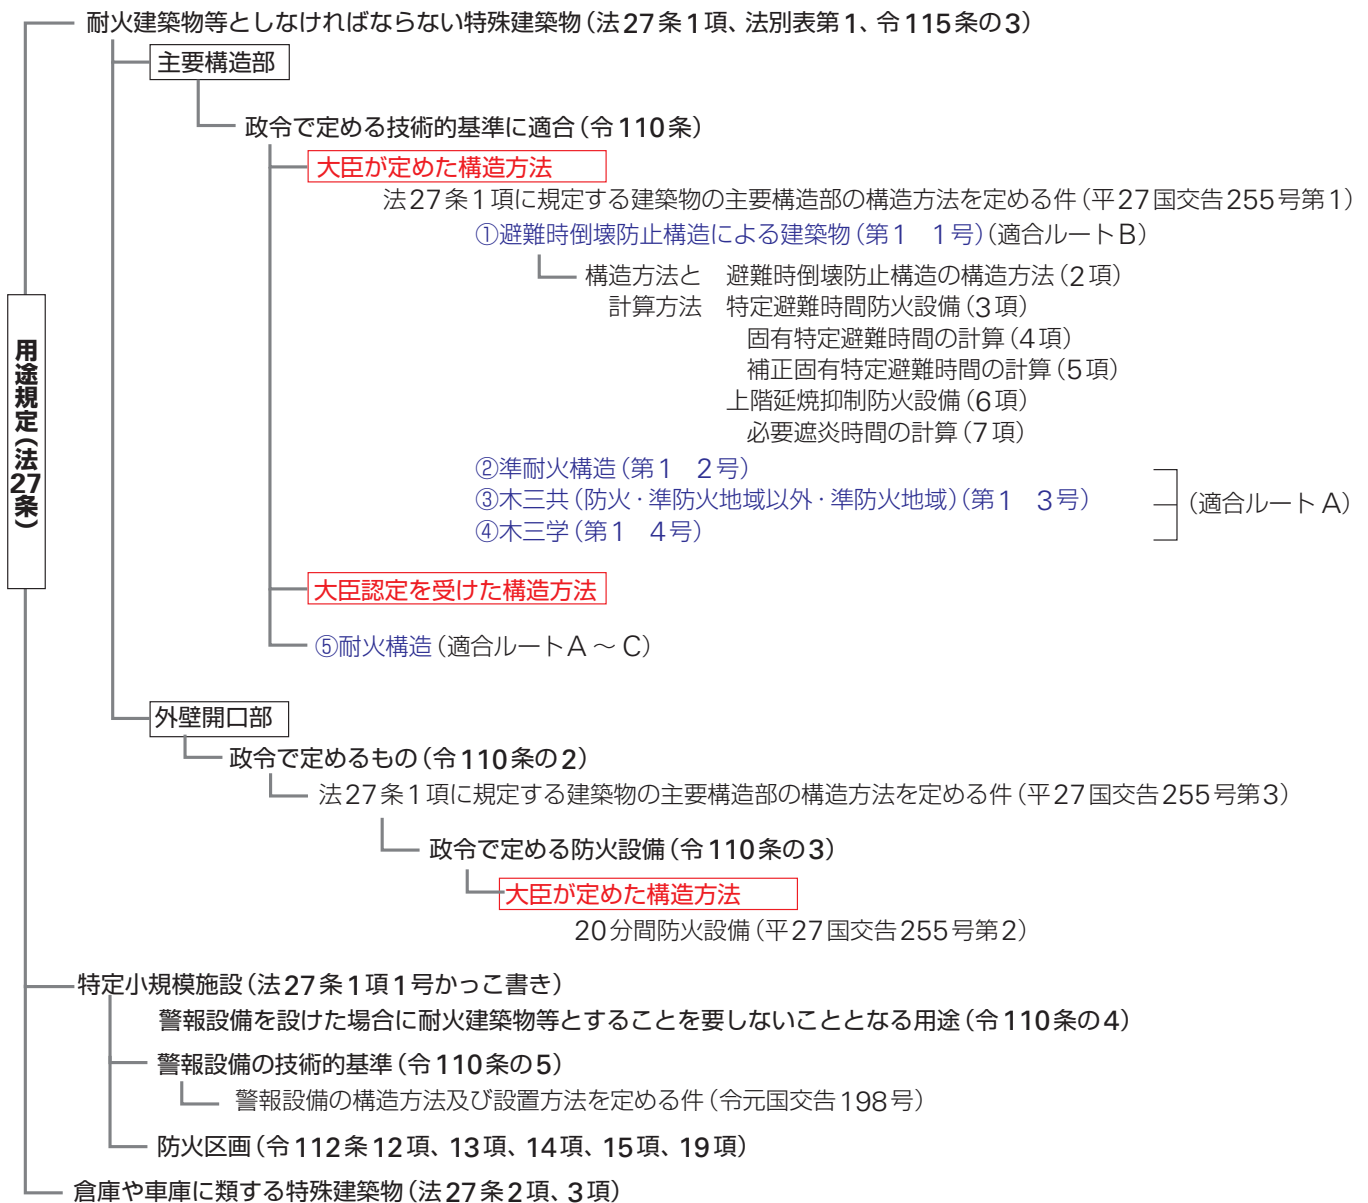 耐火建築物等としなければならない特殊建築物（法27条1項、法別表第1、令115条の3）
主要構造部
政令で定める技術的基準に適合（令110条）
大臣が定めた構造方法
法27条1項に規定する建築物の主要構造部の構造方法を定める件（平27国交告255号第1）
①避難時倒壊防止構造による建築物（第1　1号）（適合ルートB）
構造方法と　避難時倒壊防止構造の構造方法（2項）
計算方法　特定避難時間防火設備（3項）
固有特定避難時間の計算（4項）
補正固有特定避難時間の計算（5項）
上階延焼抑制防火設備（6項）
必要遮炎時間の計算（7項）
用途規定（法27条）
②準耐火構造（第1　2号）
③木三共（防火・準防火地域以外・準防火地域）（第1　3号）
（適合ルートA）
④木三学（第1　4号）
大臣認定を受けた構造方法
⑤耐火構造（適合ルートA～C）
外壁開口部
政令で定めるもの（令110条の2）
法27条1項に規定する建築物の主要構造部の構造方法を定める件（平27国交告255号第3）
政令で定める防火設備（令110条の3）
大臣が定めた構造方法
20分間防火設備（平27国交告255号第2）
特定小規模施設（法27条1項1号かっこ書き）
警報設備を設けた場合に耐火建築物等とすることを要しないこととなる用途（令110条の4）
警報設備の技術的基準（令110条の5）
警報設備の構造方法及び設置方法を定める件（令元国交告198号）
防火区画（令112条12項、13項、14項、15項、19項）
倉庫や車庫に類する特殊建築物（法27条2項、3項）